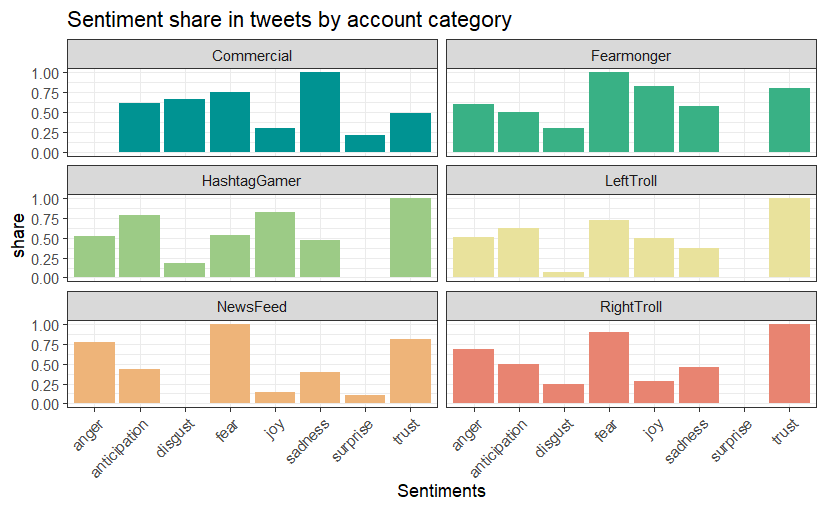 Sentiment share in tweets by account category
Commercial
Fearmonger
1.00
0.75
0.50
0.25
0.00
HashtagGamer
LeftTroll
1.00
0.75
0.50
0.25
0.00
share
NewsFeed
RightTroll
1.00
0.75
0.50
0.25
0.00
anger anticipation disgust fear joy sadness surprise trust
anger anticipation disgust fear joy sadness surprise trust
Sentiments